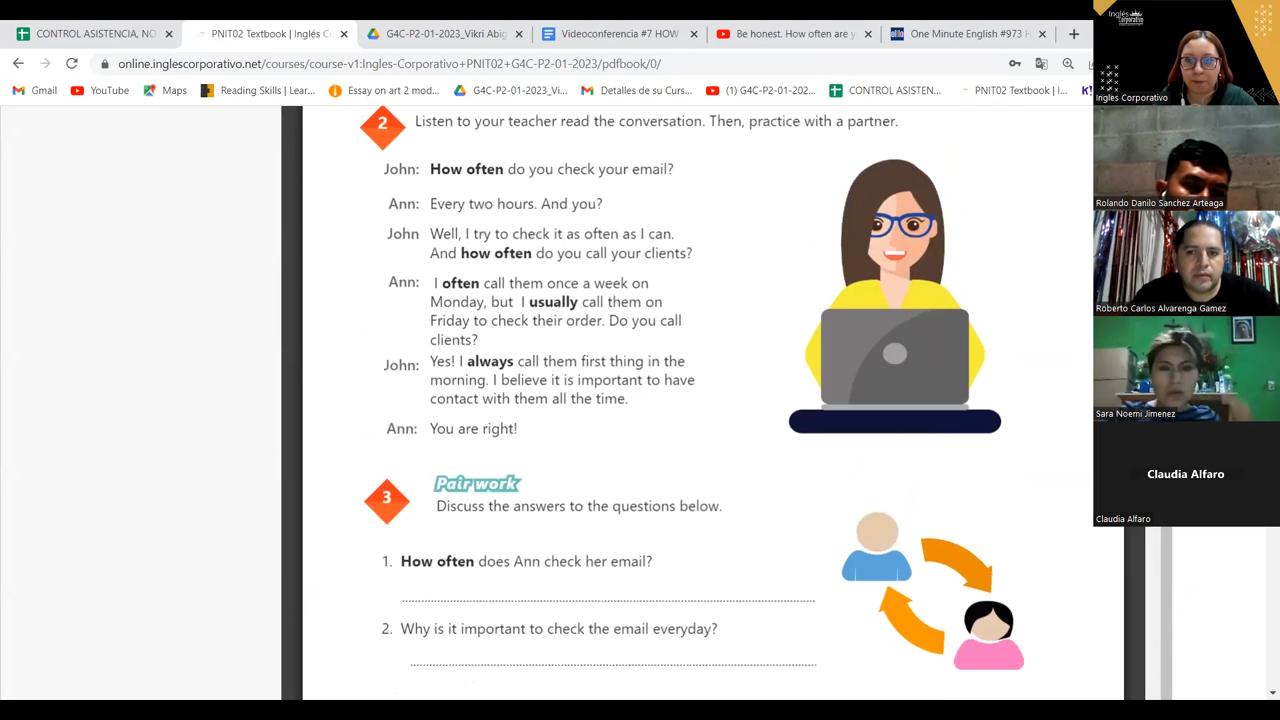 CONTROL ASISTENCIA, NO
PNIT02 Textbook | Inglés C
G4C-P2-01-2023_Vikri Abig
Videoconferencia #7 HOW
Be honest. How often are y
One Minute English #973 H
online.inglescorporativo.net/courses/course-v1:Ingles-Corporativo+PNIT02+G4C-P2-01-2023/pdfbook/0/
Gmail
YouTube
Maps
Reading Skills | Lear...
Essay on art 2 mod...
G4C-P2-01-2023_Vi...
Detalles de su Curs...
(1) G4C-P2-01-202...
CONTROL ASISTEN...
PNIT02 Textbook | I...
2
Listen to your teacher read the conversation. Then, practice with a partner.
John: How often do you check your email?
Ann: Every two hours. And you?
John Well, I try to check it as often as I can.
And how often do you call your clients?
Ann: I often call them once a week on
Monday, but I usually call them on
Friday to check their order. Do you call
clients?
John: Yes! I always call them first thing in the
morning. I believe it is important to have
contact with them all the time.
Ann: You are right!
3
Pair work
Discuss the answers to the questions below.
1. How often does Ann check her email?
2. Why is it important to check the email everyday?
Inglés
Corporativo
Ingles Corporativo
Rolando Danilo Sanchez Arteaga
Roberto Carlos Alvarenga Gamez
Sara Noemi Jimenez
Claudia Alfaro
Claudia Alfaro